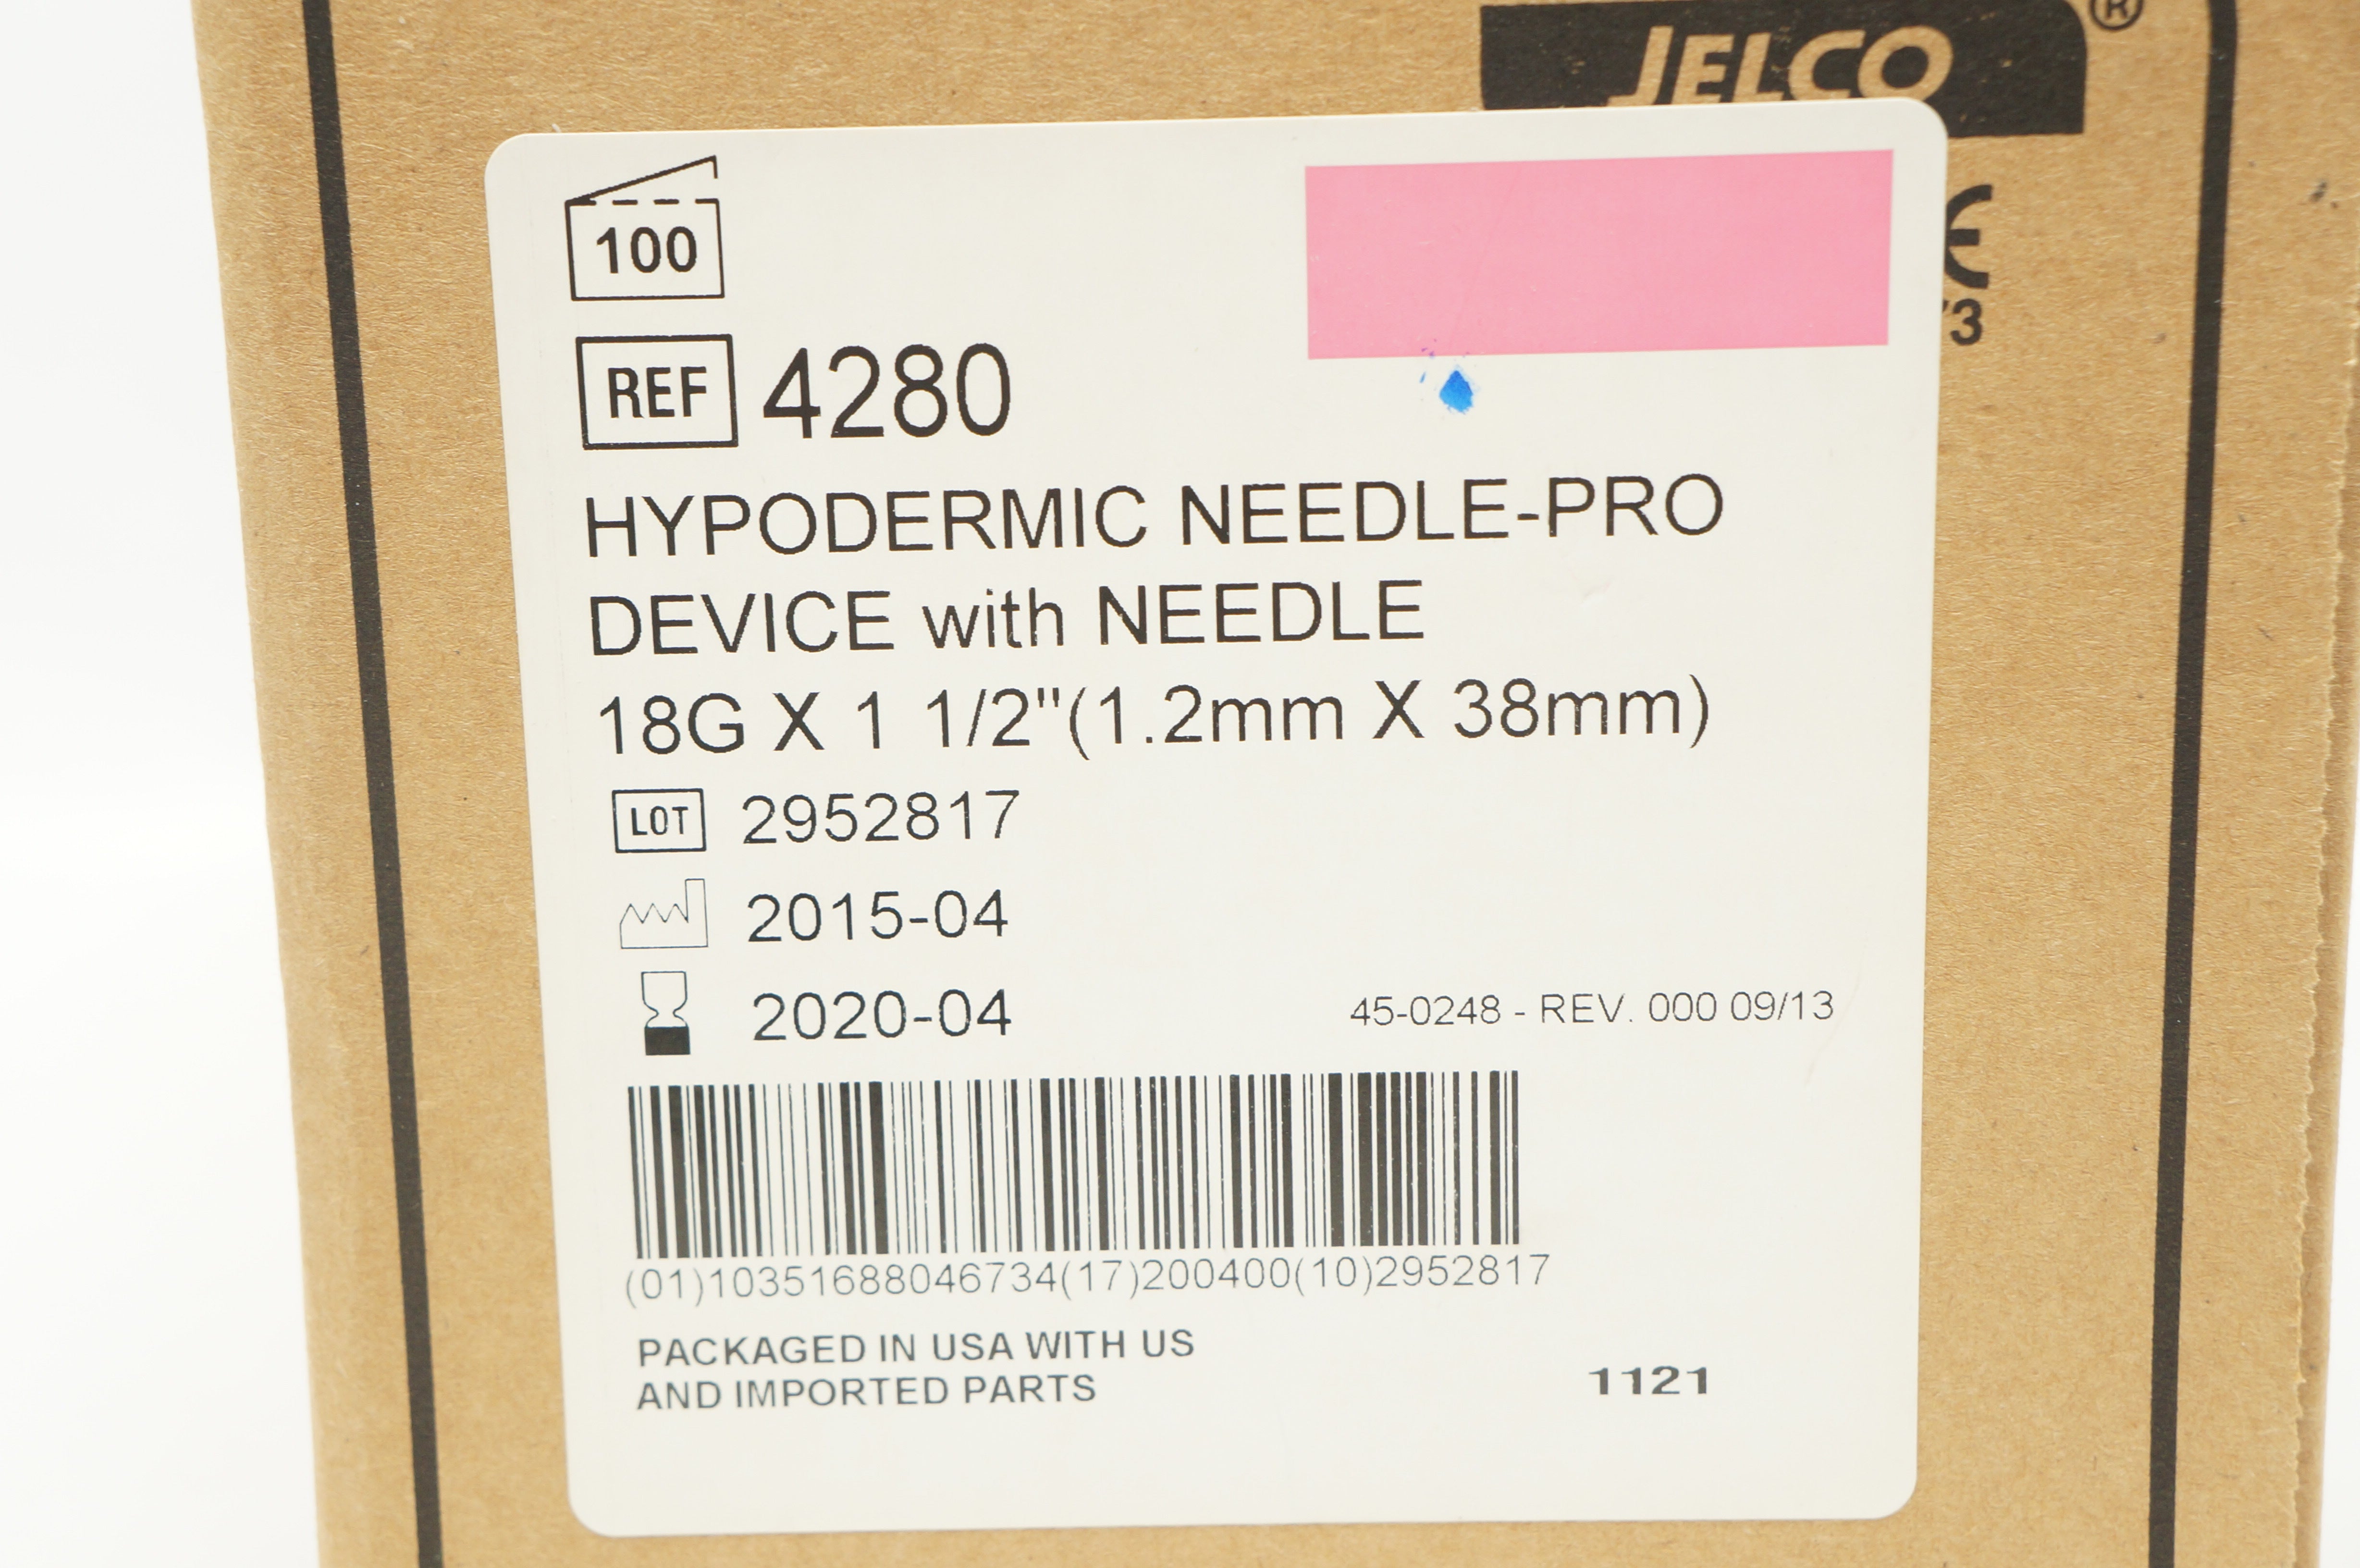 JELCO®
100
REF 4280
HYPODERMIC NEEDLE-PRO
DEVICE with NEEDLE
18G X 1 1/2"(1.2mm X 38mm)
LOT 2952817
2015-04
2020-04
45-0248 - REV. 000 09/13
(01)10351688046734(17)200400(10)2952817
PACKAGED IN USA WITH US
AND IMPORTED PARTS
1121